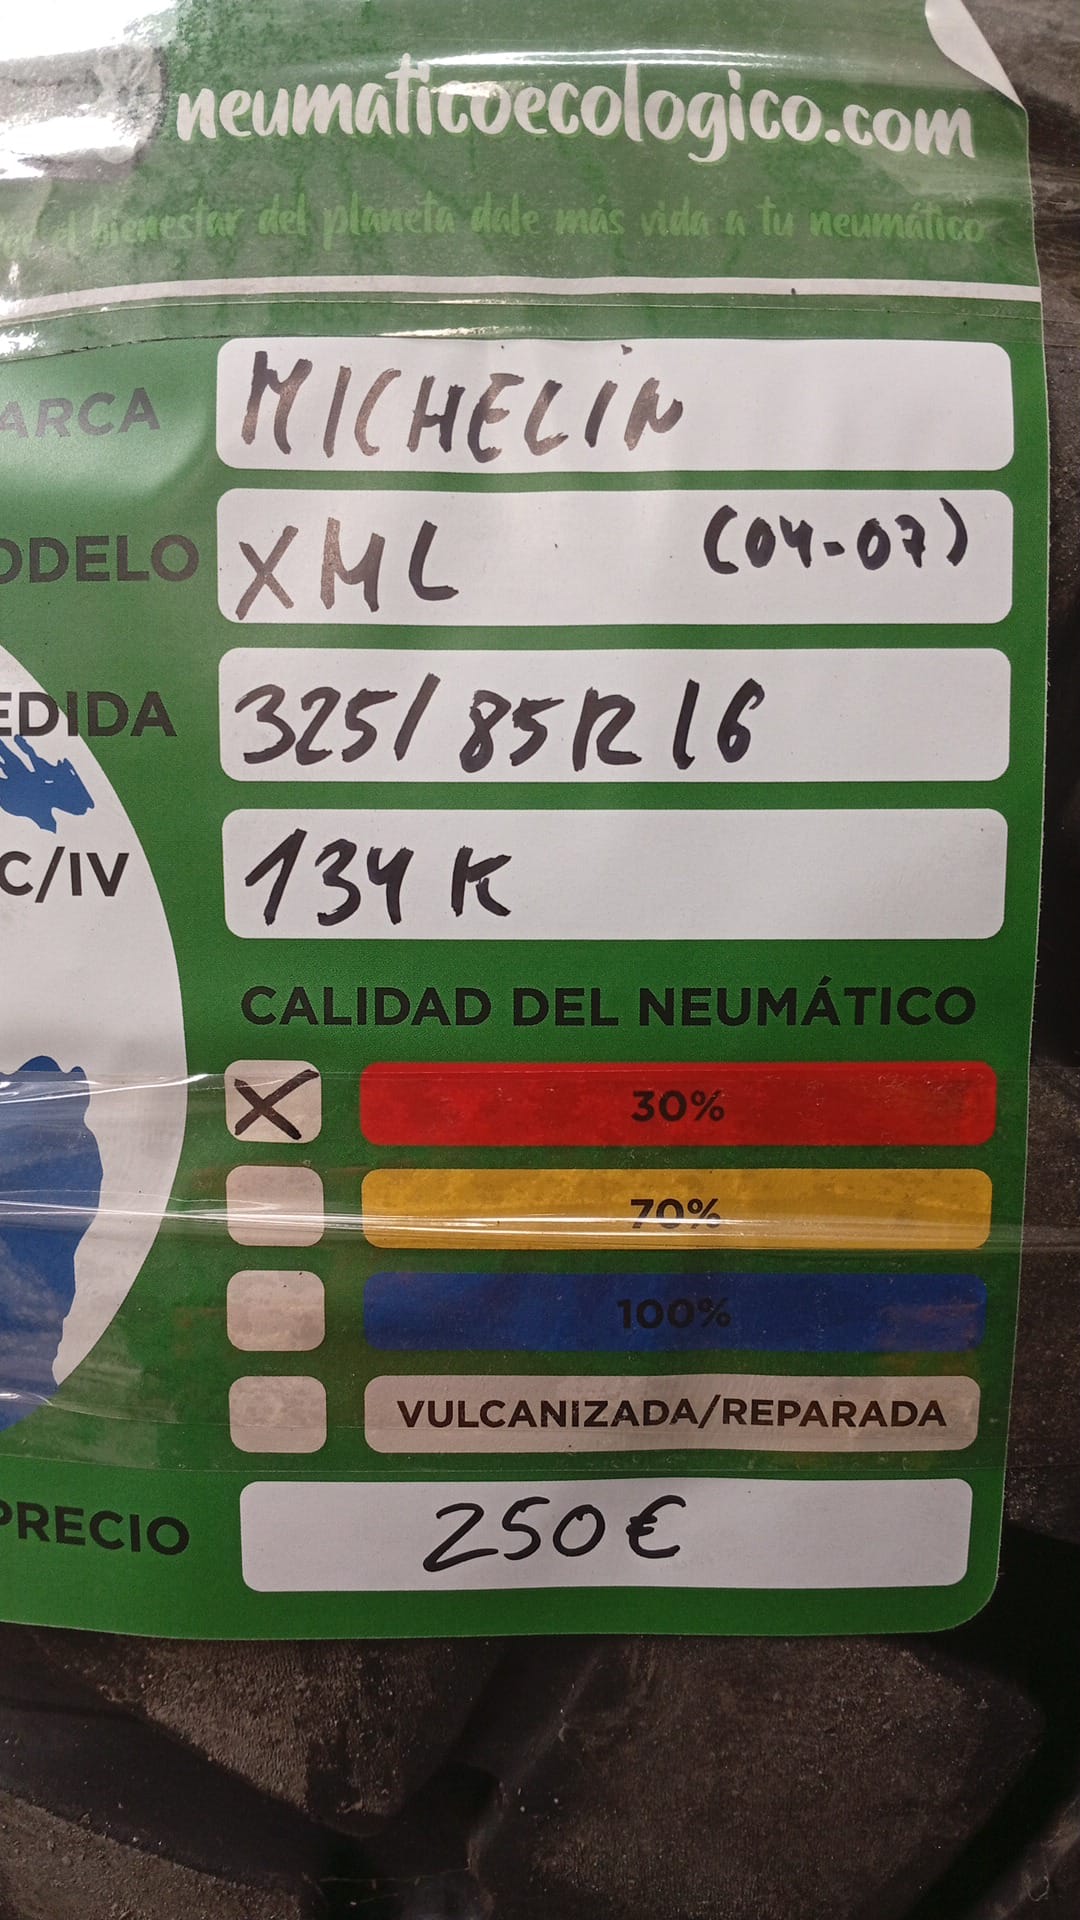 neumaticoecologico.com
el bienestar del planeta dale más vida a tu neumático
ARCA MICHELIN
ODELO XML (04-07)
EDIDA 325/85R16
C/IV 134K
CALIDAD DEL NEUMÁTICO
X 30%
70%
100%
VULCANIZADA/REPARADA
PRECIO 250€